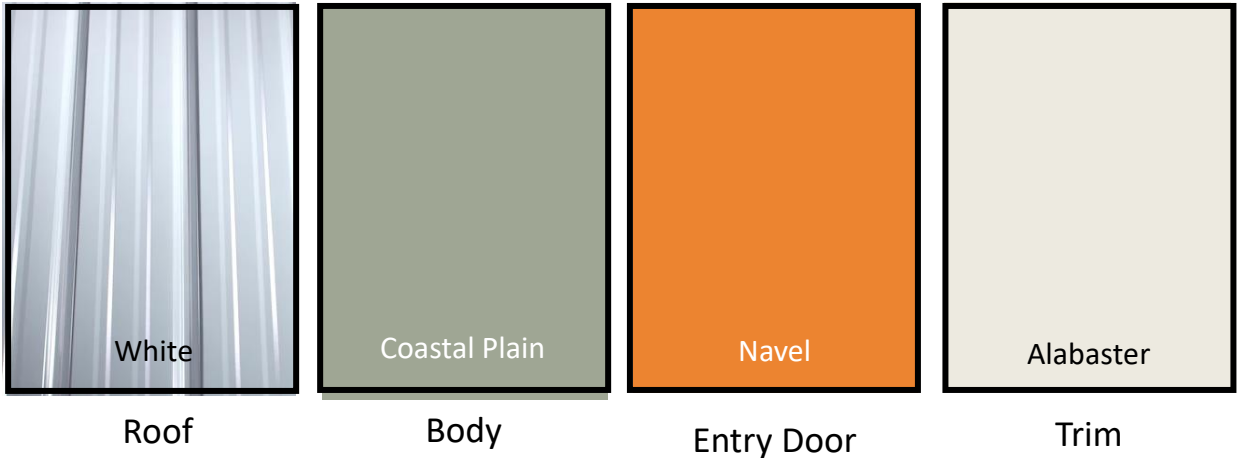 White
Coastal Plain
Navel
Alabaster
Roof
Body
Entry Door
Trim